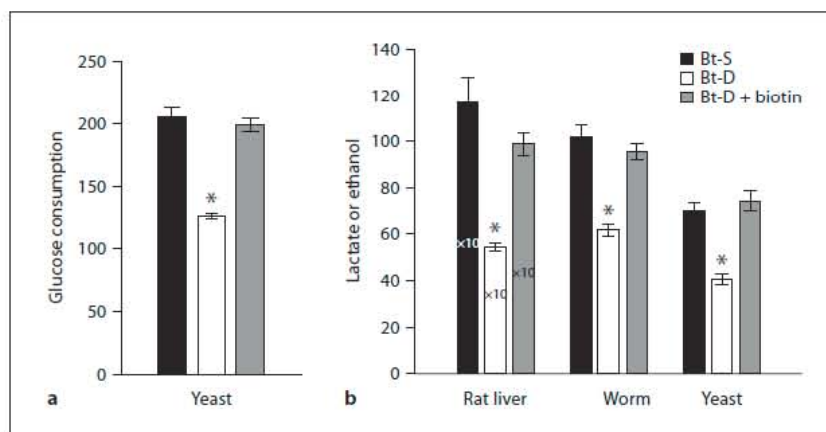 Glucose consumption
250
200
150
100
50
0
*
Yeast
a
Lactate or ethanol
140
120
100
80
60
40
20
0
Bt-S
Bt-D
Bt-D + biotin
*
*
*
×10
×10
×10
Rat liver
Worm
Yeast
b